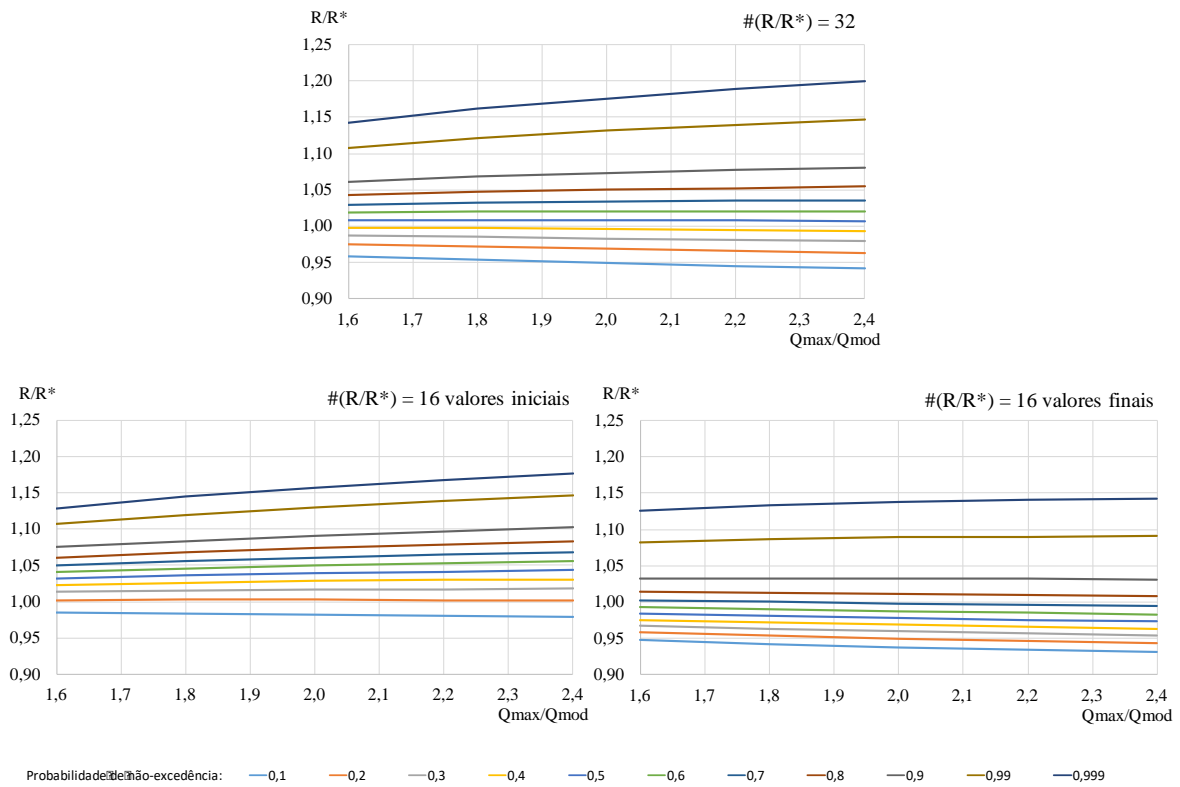 R/R*
#(R/R*) = 32
1,25
1,20
1,15
1,10
1,05
1,00
0,95
0,90
1,6 1,7 1,8 1,9 2,0 2,1 2,2 2,3 2,4
Qmax/Qmod
R/R*
#(R/R*) = 16 valores iniciais
1,25
1,20
1,15
1,10
1,05
1,00
0,95
0,90
1,6 1,7 1,8 1,9 2,0 2,1 2,2 2,3 2,4
Qmax/Qmod
R/R*
#(R/R*) = 16 valores finais
1,25
1,20
1,15
1,10
1,05
1,00
0,95
0,90
1,6 1,7 1,8 1,9 2,0 2,1 2,2 2,3 2,4
Qmax/Qmod
Probabilidade de não-excedência: 0,1 0,2 0,3 0,4 0,5 0,6 0,7 0,8 0,9 0,99 0,999